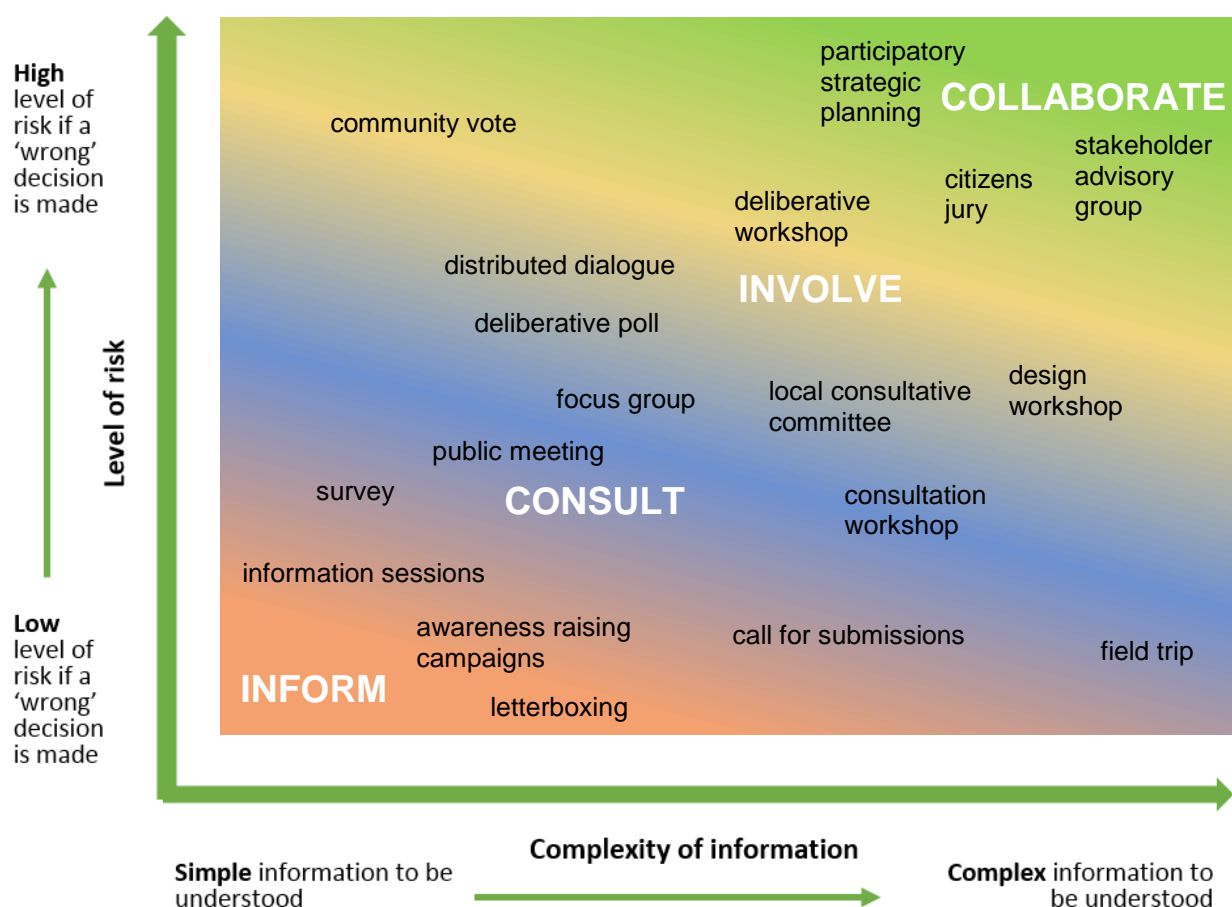 High
level of
risk if a
‘wrong’
decision
is made
Level of risk
Low
level of
risk if a
‘wrong’
decision
is made
participatory
strategic
planning
COLLABORATE
community vote
stakeholder
advisory
group
citizens
jury
deliberative
workshop
distributed dialogue
INVOLVE
deliberative poll
design
workshop
focus group
local consultative
committee
public meeting
survey
CONSULT
consultation
workshop
information sessions
awareness raising
campaigns
call for submissions
field trip
INFORM
letterboxing
Complexity of information
Simple information to be
understood
Complex information to
be understood